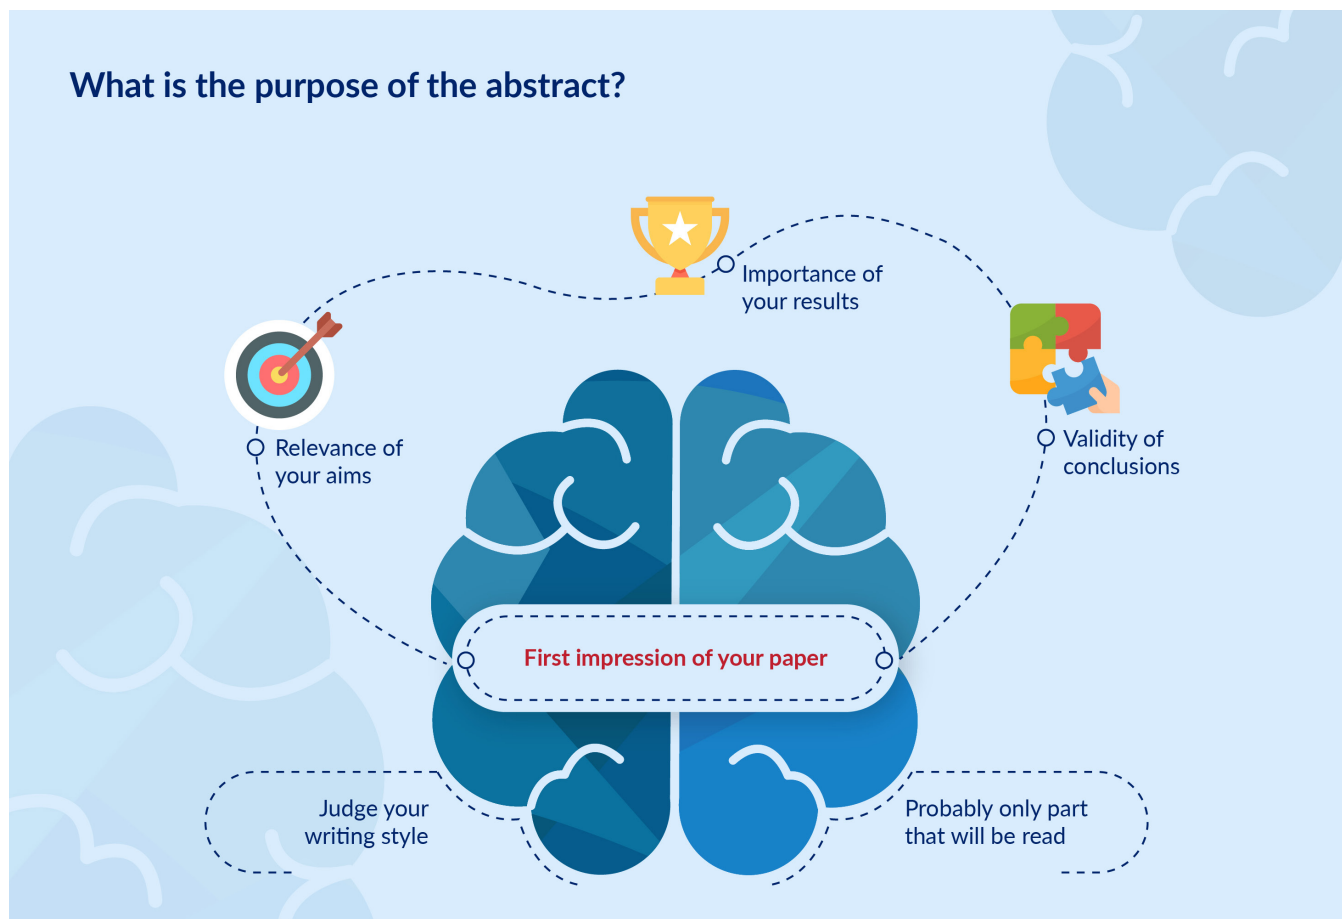 What is the purpose of the abstract?
Importance of
your results
Relevance of
your aims
Validity of
conclusions
First impression of your paper
Judge your
writing style
Probably only part
that will be read